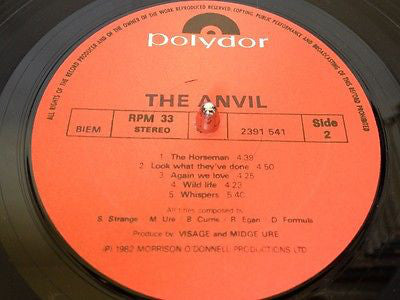 ALL RIGHTS OF THE RECORD PRODUCER AND OR THE OWNER OF THE RECORDED WORK RESERVED. COPYING, PUBLIC PERFORMANCE AND BROADCASTING OF THIS RECORD PROHIBITED
polydor
THE ANVIL
BIEM
RPM 33
STEREO
2391 541
Side 2
1 The Horseman 4.39
2 Look what they've done 4.50
3 Again we love 4.25
4 Wild life 4.23
5 Whispers 5.40
All titles composed by
S. Strange M. Ure B. Currie R. Egan D. Formula
Produce by VISAGE and MIDGE URE
(P) 1982 MORRISON O'DONNELL PRODUCTIONS LTD